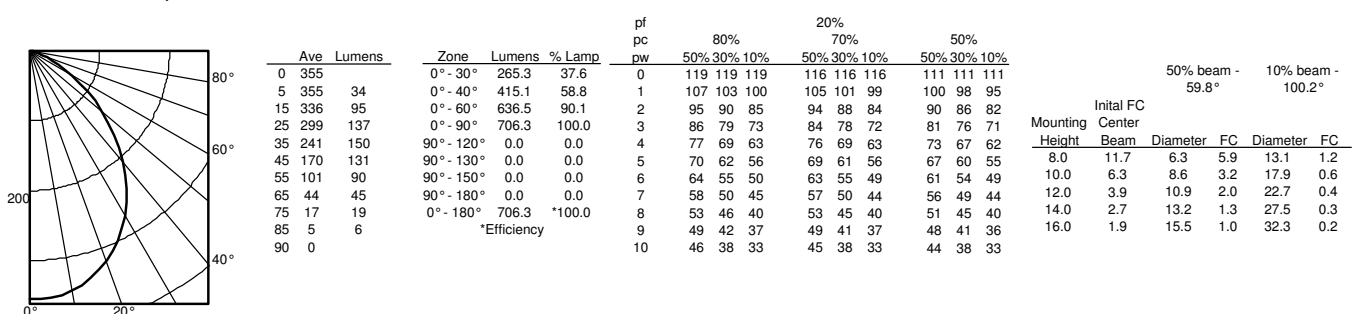 80°
60°
200
40°
0° 20°
Ave Lumens
0 355
5 355 34
15 336 95
25 299 137
35 241 150
45 170 131
55 101 90
65 44 45
75 17 19
85 5 6
90 0
Zone Lumens % Lamp
0° - 30° 265.3 37.6
0° - 40° 415.1 58.8
0° - 60° 636.5 90.1
0° - 90° 706.3 100.0
90° - 120° 0.0 0.0
90° - 130° 0.0 0.0
90° - 150° 0.0 0.0
90° - 180° 0.0 0.0
0° - 180° 706.3 *100.0
*Efficiency
pf 20%
pc 80% 70% 50%
pw 50% 30% 10% 50% 30% 10% 50% 30% 10%
0 119 119 119 116 116 116 111 111 111
1 107 103 100 105 101 99 100 98 95
2 95 90 85 94 88 84 90 86 82
3 86 79 73 84 78 72 81 76 71
4 77 69 63 76 69 63 73 67 62
5 70 62 56 69 61 56 67 60 55
6 64 55 50 63 55 49 61 54 49
7 58 50 45 57 50 44 56 49 44
8 53 46 40 53 45 40 51 45 40
9 49 42 37 49 41 37 48 41 36
10 46 38 33 45 38 33 44 38 33
50% beam - 10% beam -
59.8° 100.2°
Inital FC
Mounting Center
Height Beam Diameter FC Diameter FC
8.0 11.7 6.3 5.9 13.1 1.2
10.0 6.3 8.6 3.2 17.9 0.6
12.0 3.9 10.9 2.0 22.7 0.4
14.0 2.7 13.2 1.3 27.5 0.3
16.0 1.9 15.5 1.0 32.3 0.2